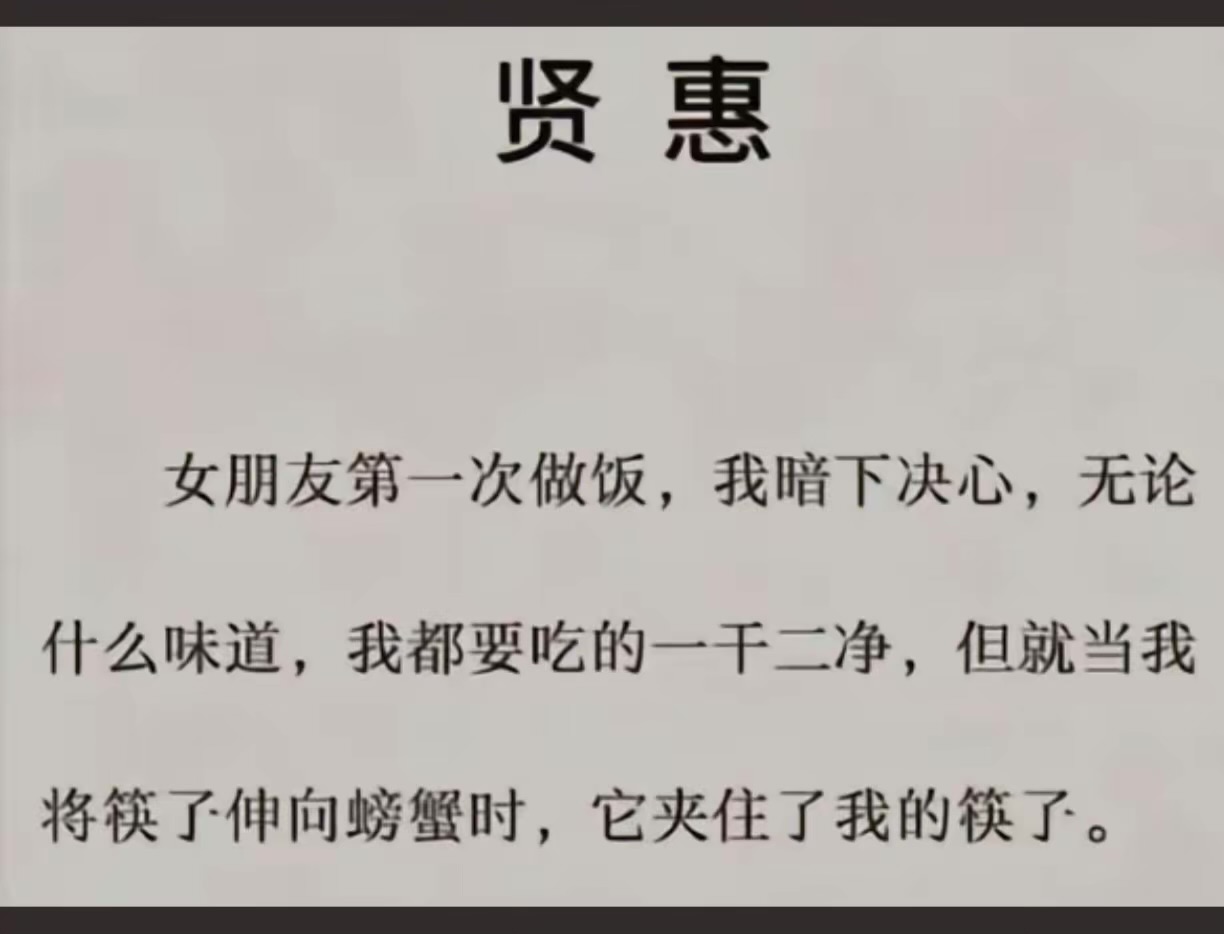 贤惠
女朋友第一次做饭，我暗下决心，无论
什么味道，我都要吃的一干二净，但就当我
将筷子伸向螃蟹时，它夹住了我的筷子。